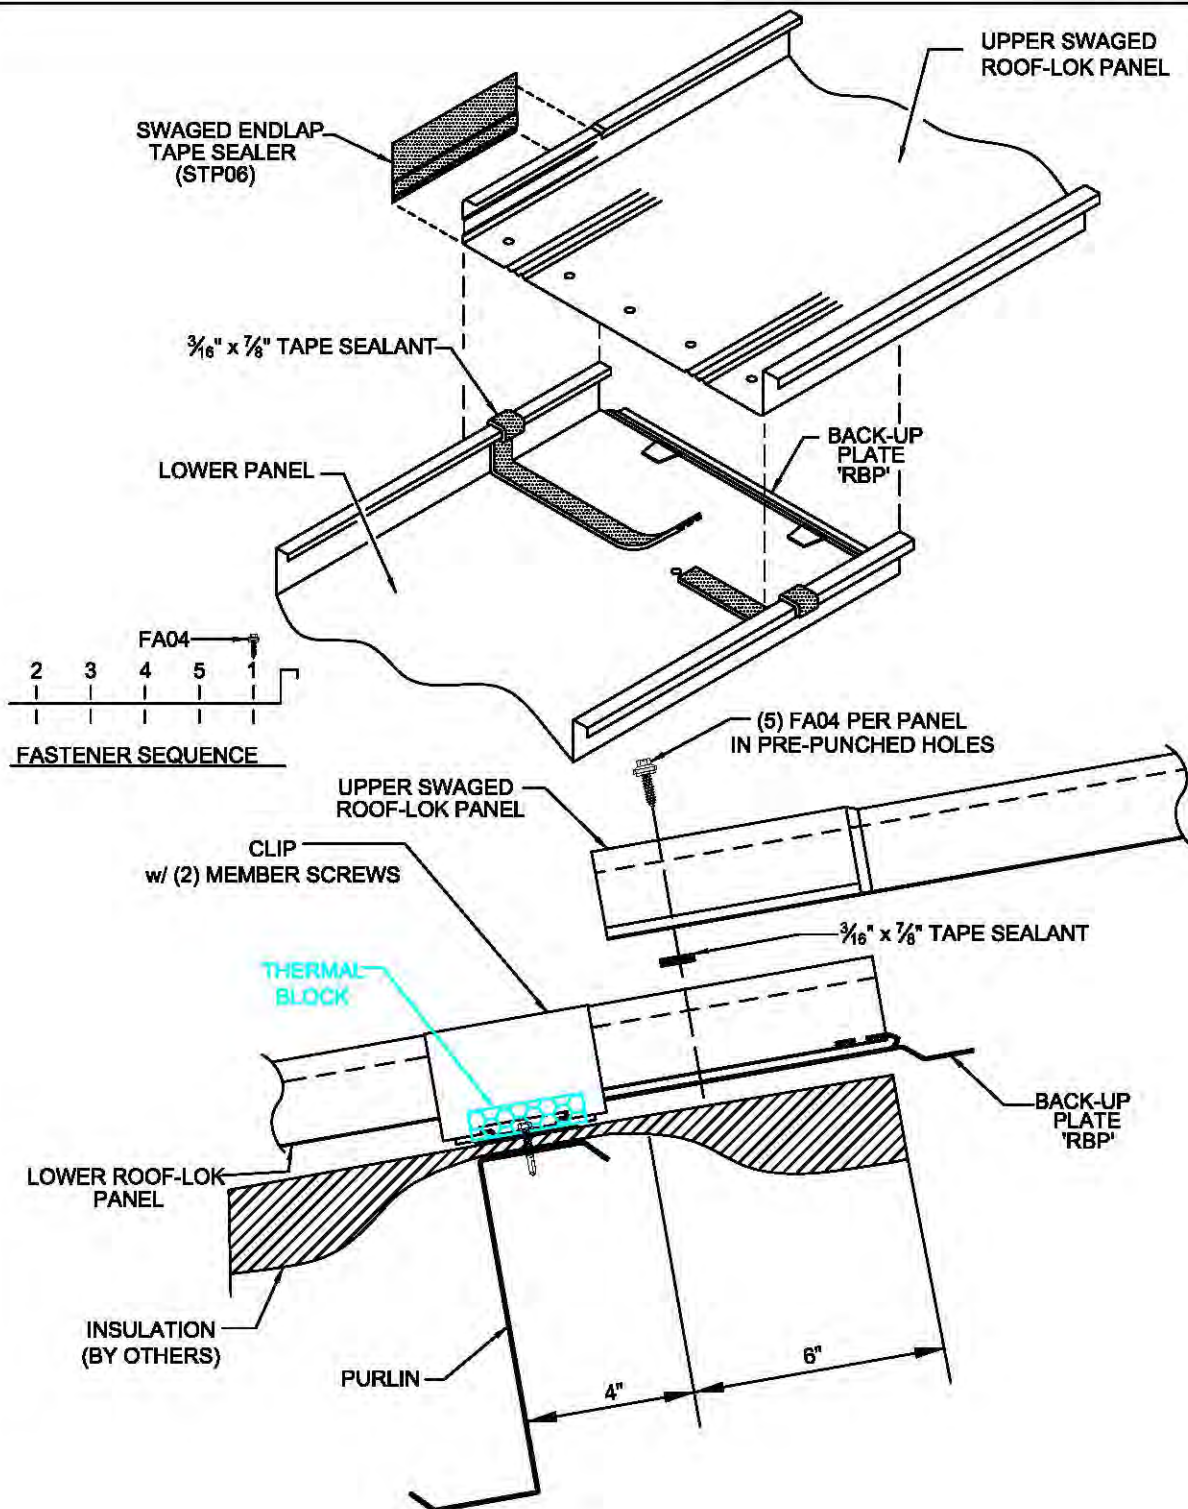 UPPER SWAGED
ROOF-LOK PANEL
SWAGED ENDLAP
TAPE SEALER
(STP06)
3/16" x 7/8" TAPE SEALANT
BACK-UP
PLATE
'RBP'
LOWER PANEL
FA04
2 3 4 5 1
FASTENER SEQUENCE
(5) FA04 PER PANEL
IN PRE-PUNCHED HOLES
UPPER SWAGED
ROOF-LOK PANEL
CLIP
w/ (2) MEMBER SCREWS
3/16" x 7/8" TAPE SEALANT
THERMAL
BLOCK
BACK-UP
PLATE
'RBP'
LOWER ROOF-LOK
PANEL
INSULATION
(BY OTHERS)
PURLIN
4"
6"